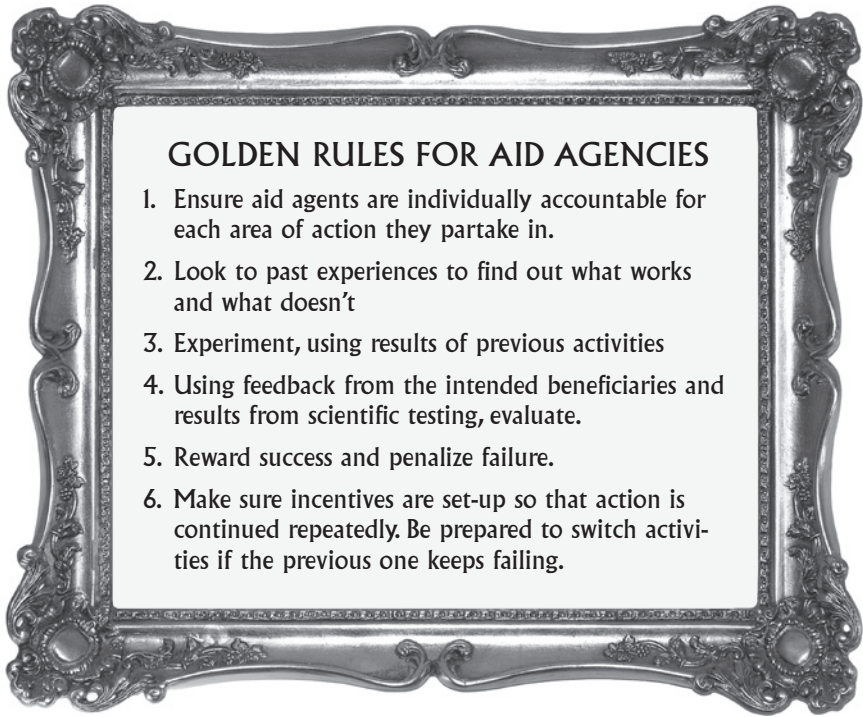 GOLDEN RULES FOR AID AGENCIES
1. Ensure aid agents are individually accountable for
each area of action they partake in.
2. Look to past experiences to find out what works
and what doesn't
3. Experiment, using results of previous activities
4. Using feedback from the intended beneficiaries and
results from scientific testing, evaluate.
5. Reward success and penalize failure.
6. Make sure incentives are set-up so that action is
continued repeatedly. Be prepared to switch activi-
ties if the previous one keeps failing.